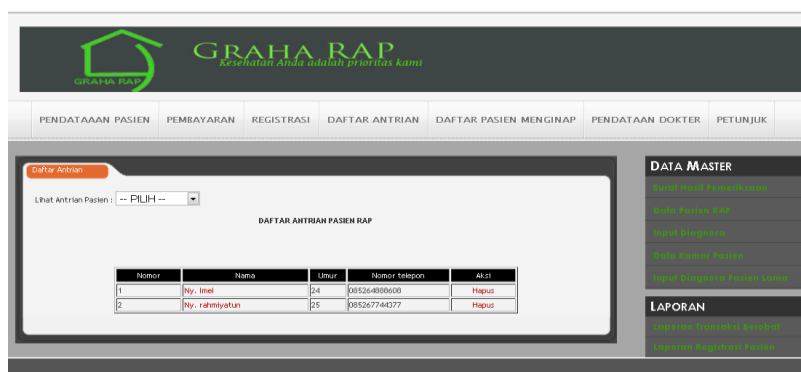 GRAHA RAP
GRAHA RAP
Kesehatan Anda adalah prioritas kami
PENDATAAAN PASIEN PEMBAYARAN REGISTRASI DAFTAR ANTRIAN DAFTAR PASIEN MENGINAP PENDATAAN DOKTER PETUNJUK
Daftar Antrian
Lihat Antrian Pasien : -- PILIH --
DAFTAR ANTRIAN PASIEN RAP
Nomor Nama Umur Nomor telepon Aksi
1 Ny. Imel 24 085264888608 Hapus
2 Ny. rahmiyatun 25 085267744377 Hapus
DATA MASTER
Surat Hasil Pemeriksaan
Data Pasien RAP
Input Diagnosa
Data Kamar Pasien
Input Diagnosa Pasien Lama
LAPORAN
Laporan Transaksi Berobat
Laporan Registrasi Pasien